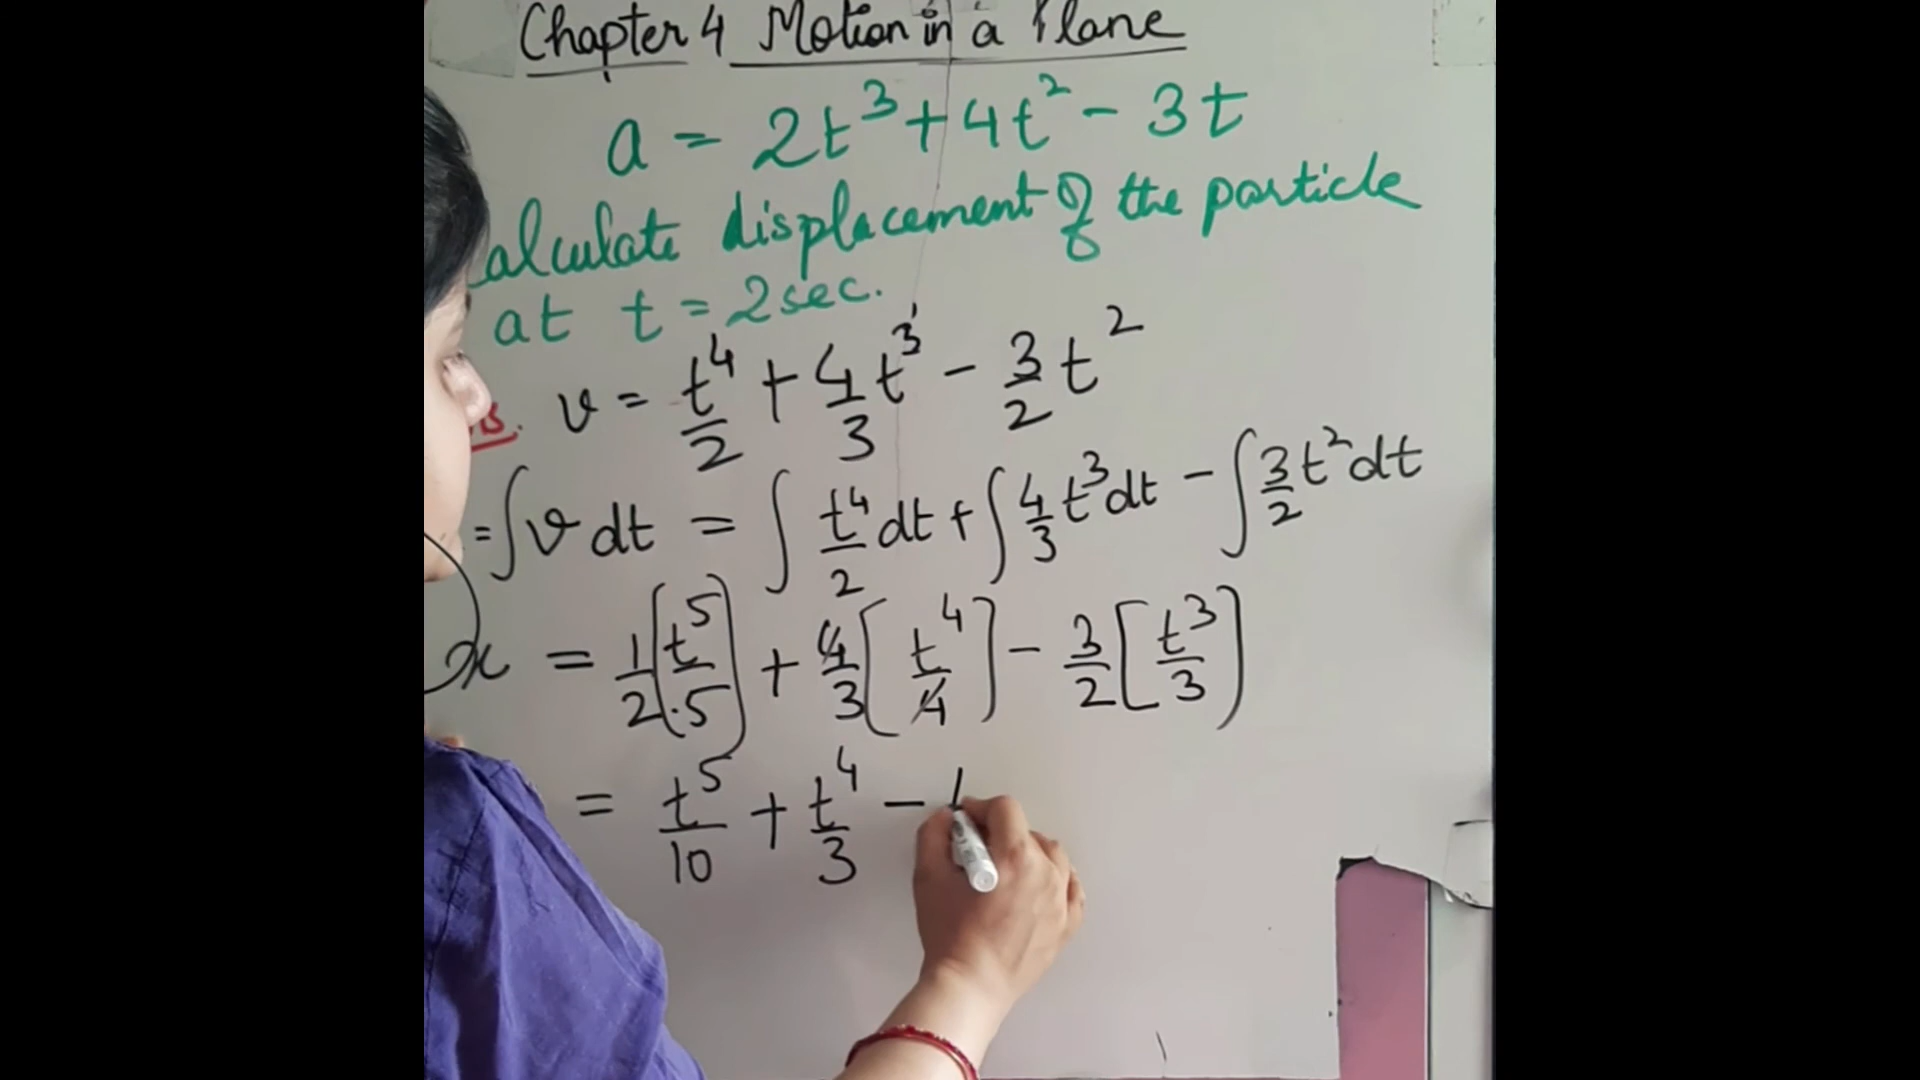 Chapter 4 Motion in a Plane
a = 2t³ + 4t² - 3t
alculate displacement of the particle
at t = 2sec.
v = t⁴/2 + 4/3 t³ - 3/2 t²
= ∫ v dt = ∫ t⁴/2 dt + ∫ 4/3 t³ dt - ∫ 3/2 t² dt
x = 1/2 [t⁵/5] + 4/3 [t⁴/4] - 3/2 [t³/3]
= t⁵/10 + t⁴/3 -